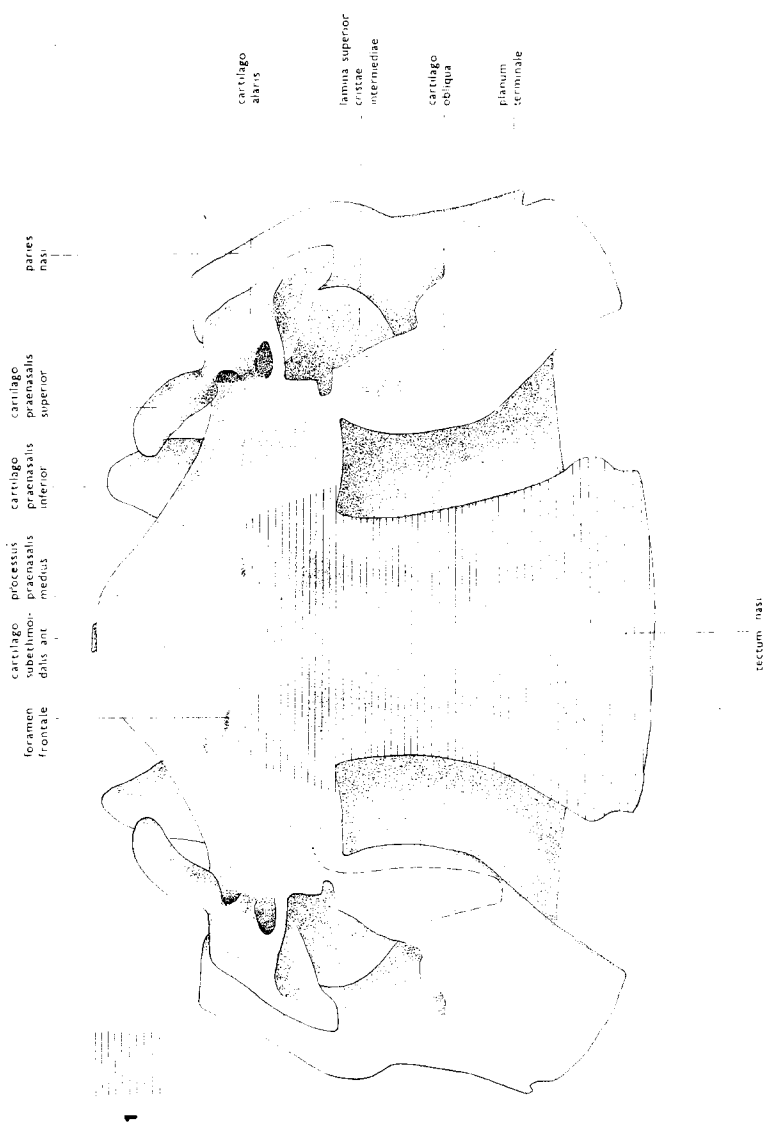 foramen
frontale
cartilago
subethmoi-
dalis ant
processus
praenasalis
medius
cartilago
praenasalis
inferior
cartilago
praenasalis
superior
paries
nasi
cartilago
alaris
lamina superior
cristae
intermediae
cartilago
obliqua
planum
terminale
tectum nasi
1